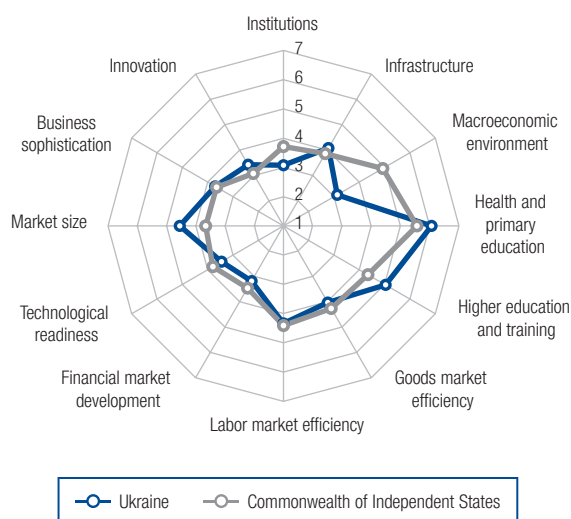 Institutions
7
6
5
4
3
2
1
Infrastructure
Macroeconomic
environment
Health and
primary
education
Higher education
and training
Goods market
efficiency
Labor market efficiency
Financial market
development
Technological
readiness
Market size
Business
sophistication
Innovation
Ukraine
Commonwealth of Independent States